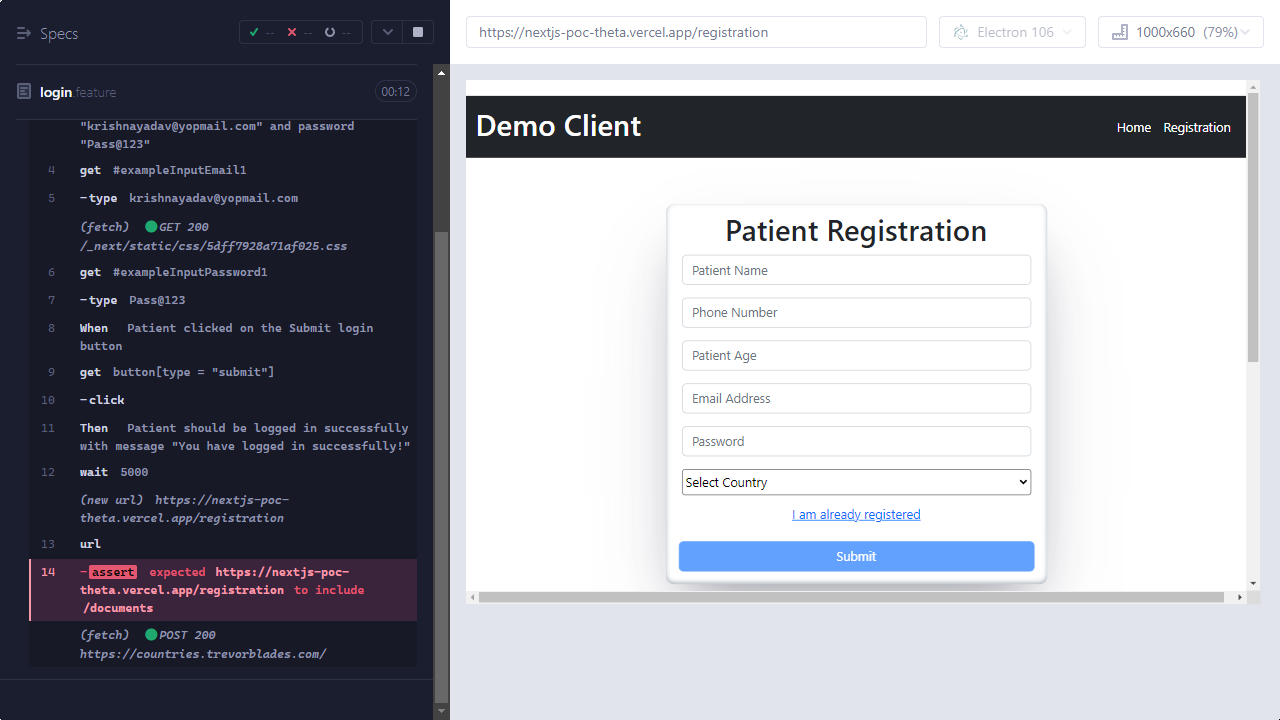 Specs
-- -- --
login.feature
00:12
"krishnayadav@yopmail.com" and password
"Pass@123"
4 get #exampleInputEmail1
5 -type krishnayadav@yopmail.com
(fetch) GET 200
/_next/static/css/5dff7928a71af025.css
6 get #exampleInputPassword1
7 -type Pass@123
8 When Patient clicked on the Submit login
button
9 get button[type = "submit"]
10 -click
11 Then Patient should be logged in successfully
with message "You have logged in successfully!"
12 wait 5000
(new url) https://nextjs-poc-
theta.vercel.app/registration
13 url
14 -assert expected https://nextjs-poc-
theta.vercel.app/registration to include
/documents
(fetch) POST 200
https://countries.trevorblades.com/
https://nextjs-poc-theta.vercel.app/registration
Electron 106
1000x660 (79%)
Demo Client
Home Registration
Patient Registration
Patient Name
Phone Number
Patient Age
Email Address
Password
Select Country
I am already registered
Submit